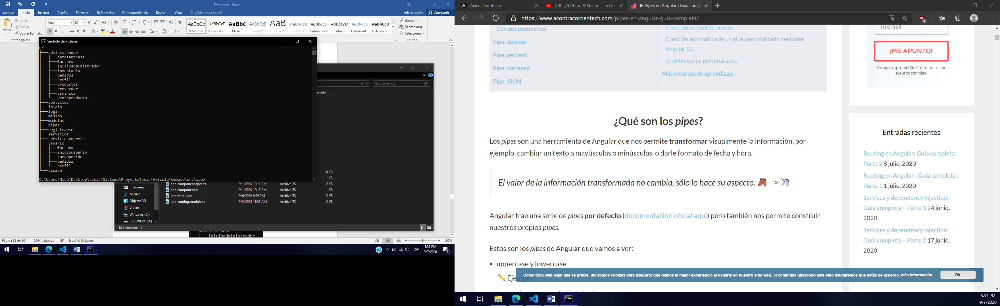 Tesis.docx - Word
Archivo Inicio Insertar Diseño Formato Referencias Correspondencia Revisar Vista ¿Qué desea hacer? Iniciar sesión Compartir
Pegar
Cortar
Copiar
Copiar formato
Portapapeles
Arial 12
N K S abc
AaBbCc AaBbCcDc AaBbC AaBbCcC AaB AaBbCcC AaBbCcD AaBbCcD AaBbCcD AaBbCcD
¶ Normal Sin espaci... Título 1 Título 2 Título Subtítulo Énfasis sutil Énfasis Énfasis int... Texto en n...
Buscar
Reemplazar
Seleccionar
Edición
Símbolo del sistema
C:.
administrador
datosempresa
factura
inicioadministrador
inventario
pedidos
perfil
productos
proveedor
usuarios
ventaproducto
contactos
inicio
login
mision
modelos
pipes
registrarse
servicios
serviciosempresa
usuario
factura
iniciousuario
nuevopedido
pedidos
perfil
vision
C:\Users\Nico\Desktop\tesis\Sistema\ProyectoTesis\AvicolaTumbaco\src\app>
Buscar en app
maño
0 KB
1 KB
app.component.spec.ts 9/1/2020 12:13 PM Archivo TS 2 KB
app.component.ts 9/1/2020 12:13 PM Archivo TS 1 KB
app.module.ts 9/6/2020 6:09 PM Archivo TS 2 KB
app-routing.module.ts 9/3/2020 11:33 AM Archivo TS 2 KB
Imágenes
Música
Objetos 3D
Videos
Windows (C:)
RECOVERY (D:)
18 elementos
administrador
inicioadministrador
Página 83 de 101 10464 palabras Español (México) 100%
ESP
5:37 PM
9/7/2020
2
AvicolaTumbaco
(4) Chino & Nacho - Lo Que
▶ Pipes en Angular | Guía compl
https://www.acontracorrientech.com/pipes-en-angular-guia-completa/
2
Con dos parámetros
Pipe: decimal
Pipe: percent
Pipe: currency
Pipe: JSON
Creación manual de un pipe
Creación automática de un pipe personalizado mediante
Angular CLI
Un último pipe personalizado
Más recursos de aprendizaje
Tu email
¡ME APUNTO!
Sin spam, ¡prometido! Tus datos están
seguros conmigo.
¿Qué son los pipes?
Los pipes son una herramienta de Angular que nos permite transformar visualmente la información, por
ejemplo, cambiar un texto a mayúsculas o minúsculas, o darle formato de fecha y hora.
El valor de la información transformada no cambia, sólo lo hace su aspecto. 🐴 --> 🦄
Angular trae una serie de pipes por defecto (documentación oficial aquí) pero también nos permite construir
nuestros propios pipes.
Estos son los pipes de Angular que vamos a ver:
• uppercase y lowercase
✏️ Ejemplo:
Entradas recientes
Routing en Angular: Guía completa:
Parte 2 8 julio, 2020
Routing en Angular : Guía completa :
Parte 1 1 julio, 2020
Services y dependency injection:
Guía completa – Parte 3 24 junio,
2020
Services y dependency injection:
Guía completa – Parte 2 17 junio,
2020
Como toda web legal que se precie, utilizamos cookies para asegurar que damos la mejor experiencia al usuario en nuestro sitio web. Si continúas utilizando este sitio asumiremos que estás de acuerdo. más información
Ok!
5:37 PM
9/7/2020